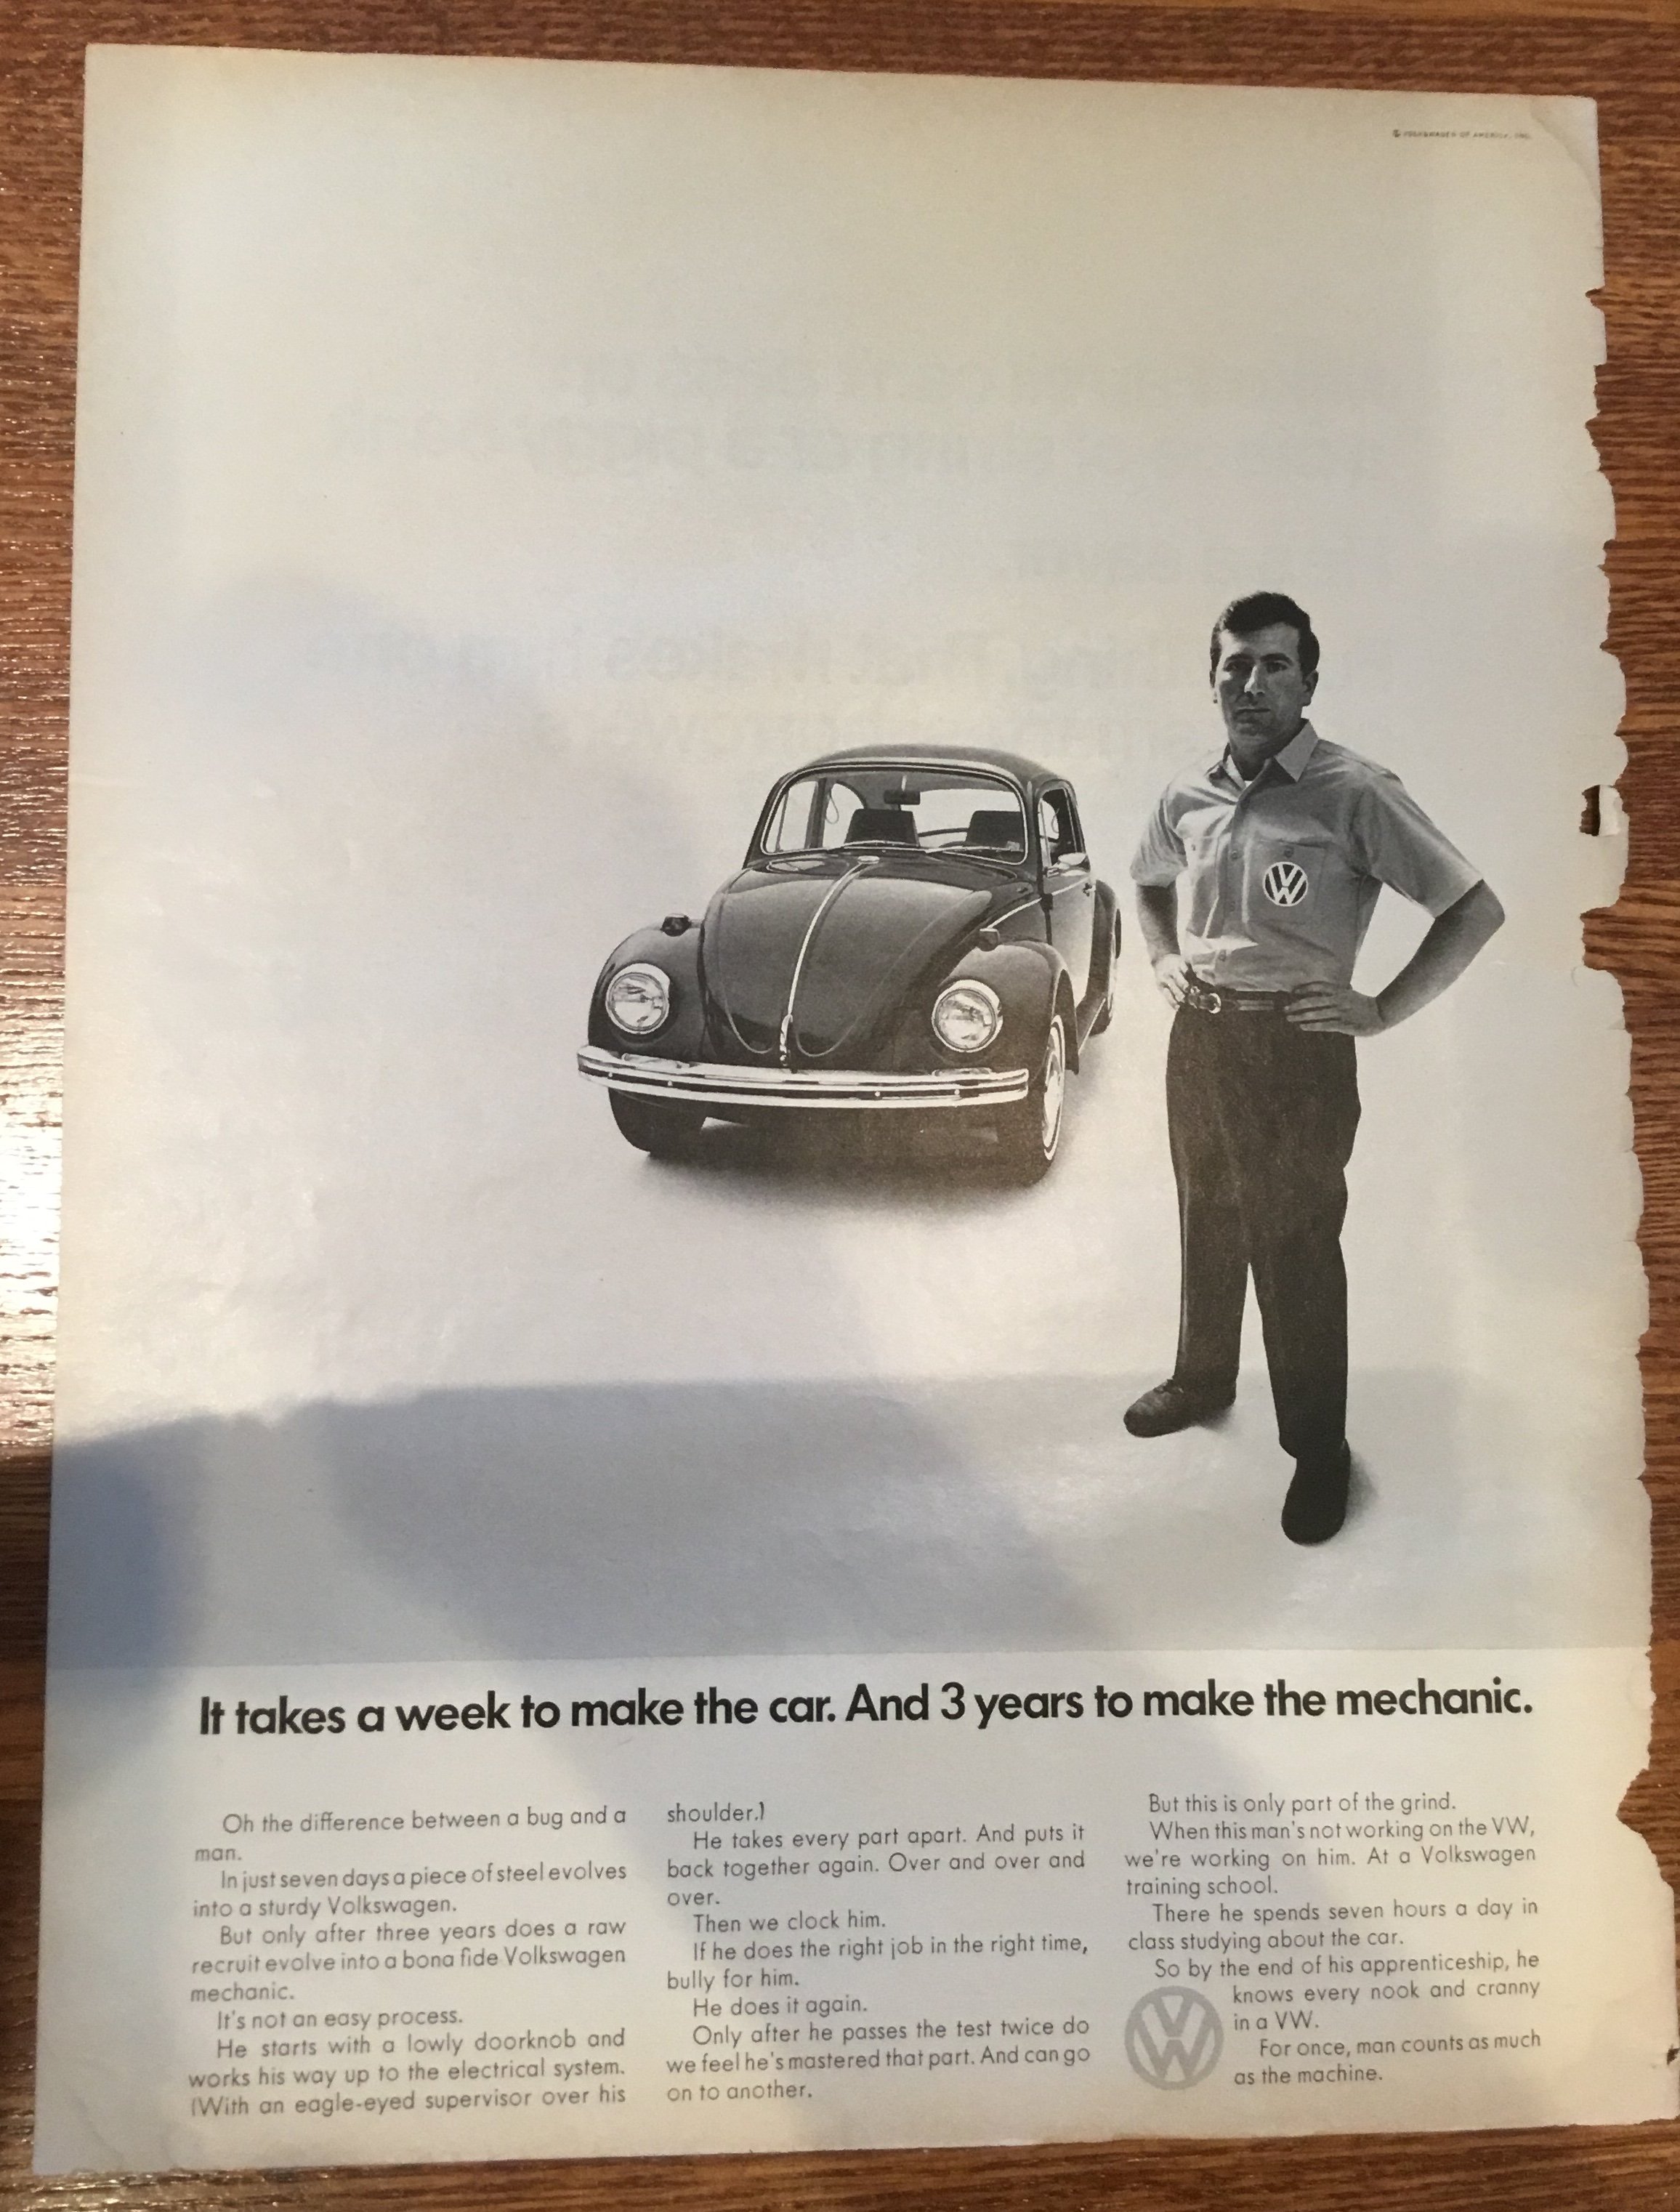 © VOLKSWAGEN OF AMERICA, INC.
VW
It takes a week to make the car. And 3 years to make the mechanic.
Oh the difference between a bug and a
man.
In just seven days a piece of steel evolves
into a sturdy Volkswagen.
But only after three years does a raw
recruit evolve into a bona fide Volkswagen
mechanic.
It's not an easy process.
He starts with a lowly doorknob and
works his way up to the electrical system.
(With an eagle-eyed supervisor over his
shoulder.)
He takes every part apart. And puts it
back together again. Over and over and
over.
Then we clock him.
If he does the right job in the right time,
bully for him.
He does it again.
Only after he passes the test twice do
we feel he's mastered that part. And can go
on to another.
But this is only part of the grind.
When this man's not working on the VW,
we're working on him. At a Volkswagen
training school.
There he spends seven hours a day in
class studying about the car.
So by the end of his apprenticeship, he
knows every nook and cranny
in a VW.
For once, man counts as much
as the machine.
VW